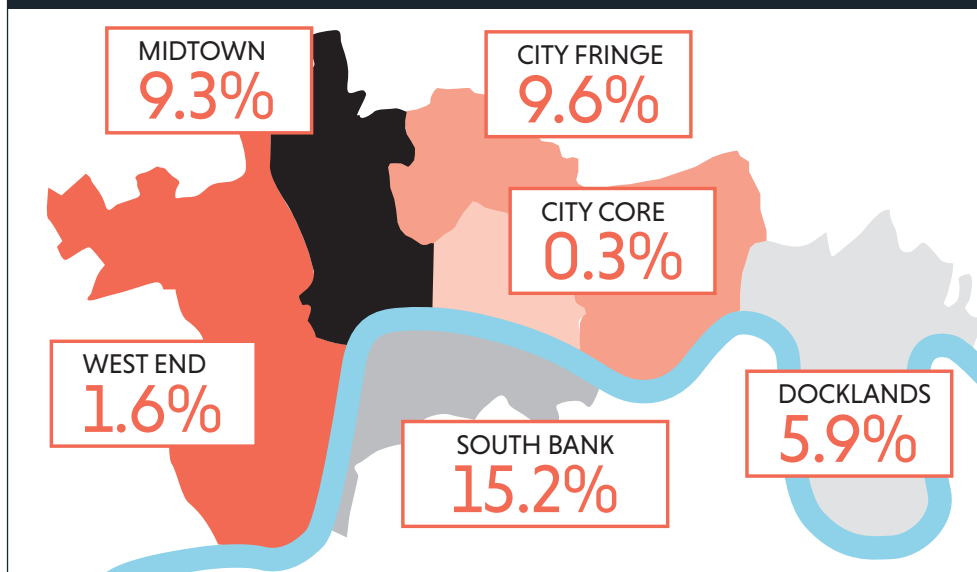 MIDTOWN
9.3%
CITY FRINGE
9.6%
CITY CORE
0.3%
WEST END
1.6%
SOUTH BANK
15.2%
DOCKLANDS
5.9%